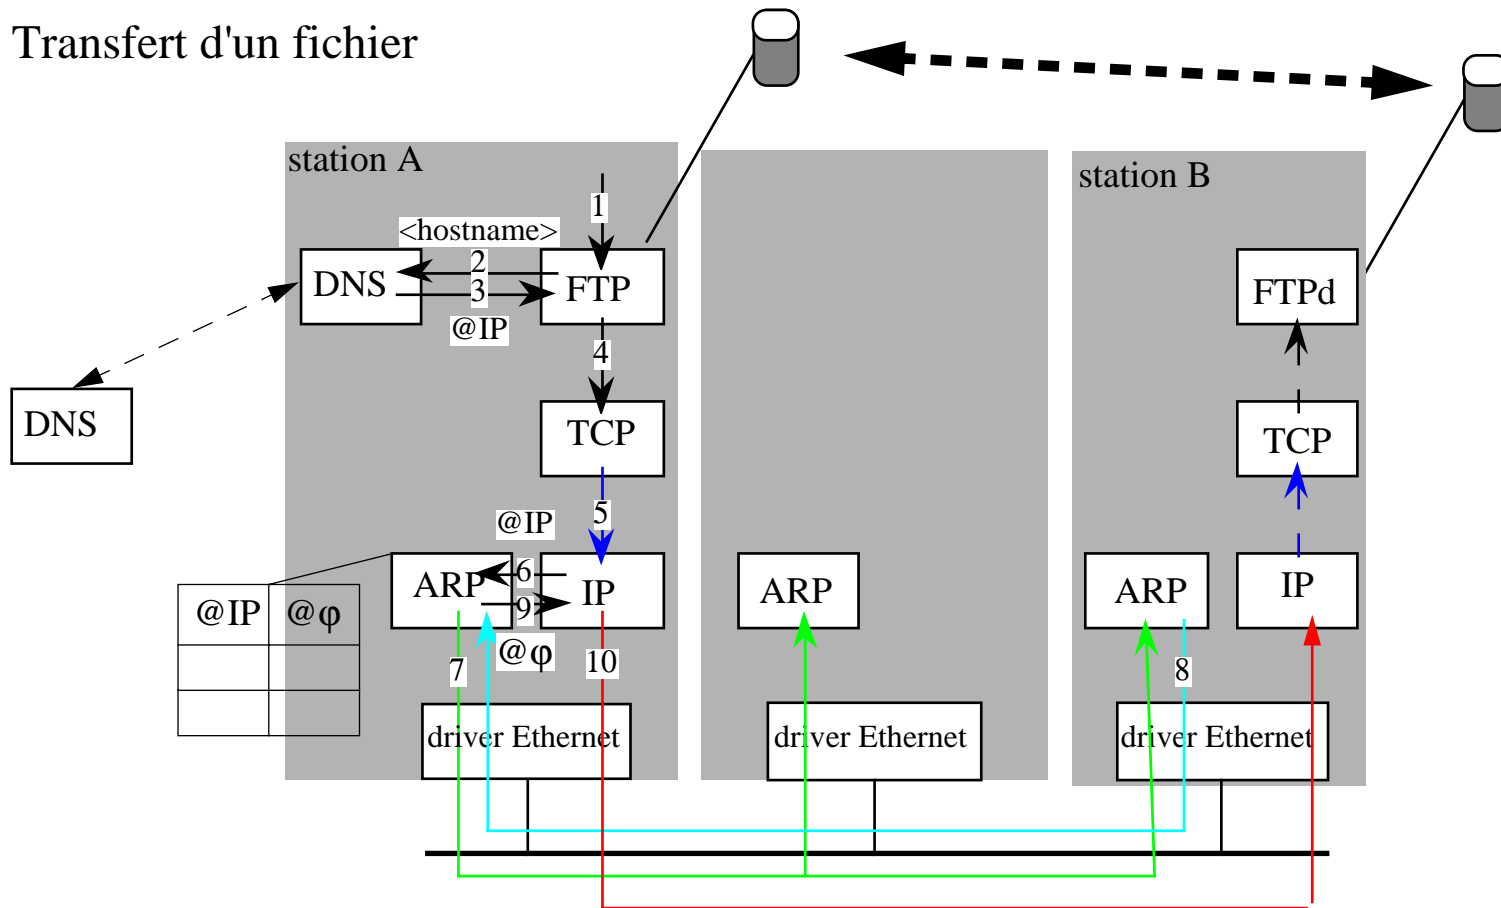 Transfert d'un fichier
station A
station B
1
<hostname>
2
DNS
FTP
3
@IP
FTPd
4
DNS
TCP
TCP
5
@IP
6
ARP
IP
9
ARP
ARP
IP
@IP
@φ
@φ
7
10
8
driver Ethernet
driver Ethernet
driver Ethernet